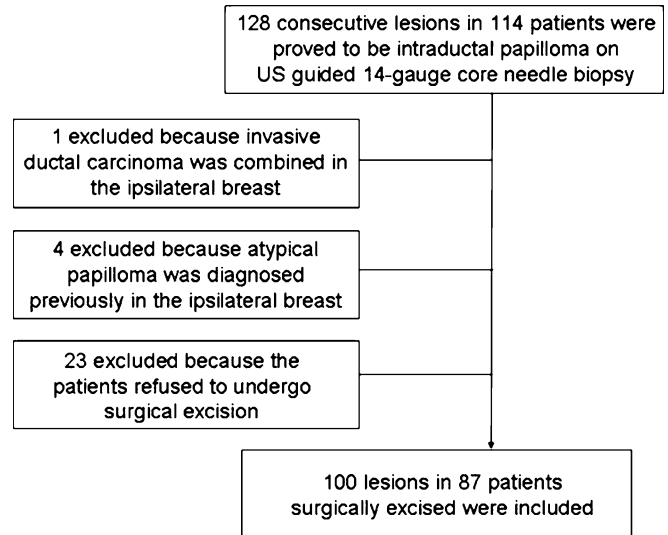 128 consecutive lesions in 114 patients were
proved to be intraductal papilloma on
US guided 14-gauge core needle biopsy
1 excluded because invasive
ductal carcinoma was combined in
the ipsilateral breast
4 excluded because atypical
papilloma was diagnosed
previously in the ipsilateral breast
23 excluded because the
patients refused to undergo
surgical excision
100 lesions in 87 patients
surgically excised were included